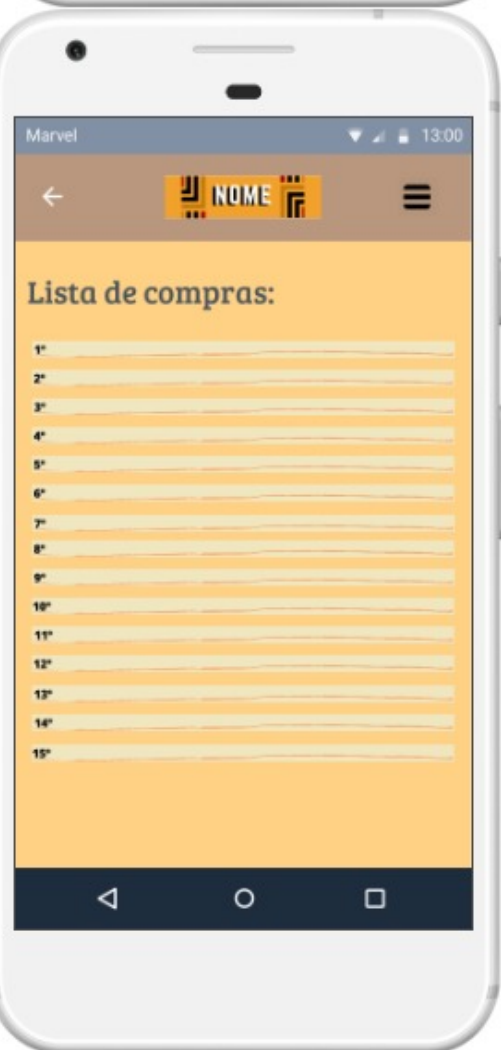 Marvel 13:00
NOME
Lista de compras:
1º
2º
3º
4º
5º
6º
7º
8º
9º
10º
11º
12º
13º
14º
15º